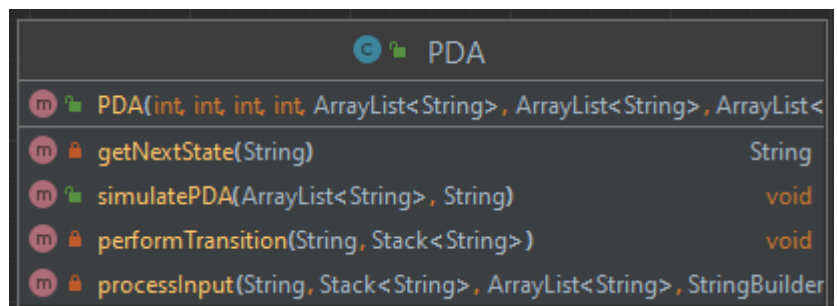 PDA
PDA(int, int, int, int, ArrayList<String>, ArrayList<String>, ArrayList<
getNextState(String) String
simulatePDA(ArrayList<String>, String) void
performTransition(String, Stack<String>) void
processInput(String, Stack<String>, ArrayList<String>, StringBuilder